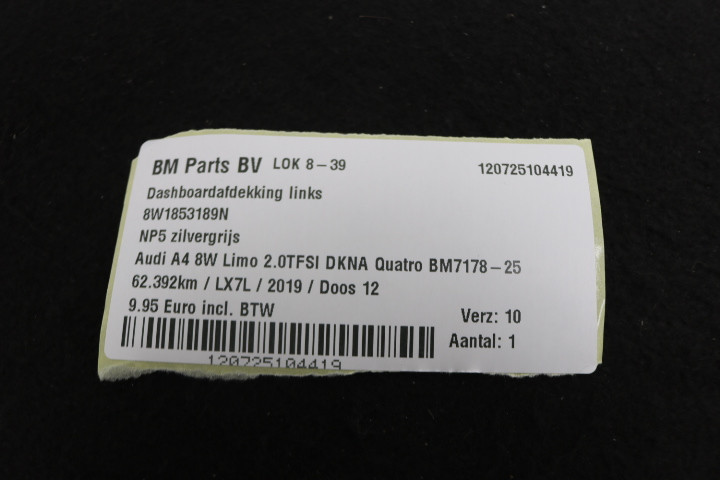 BM Parts BV LOK 8-39 120725104419
Dashboardafdekking links
8W1853189N
NP5 zilvergrijs
Audi A4 8W Limo 2.0TFSI DKNA Quatro BM7178-25
62.392km / LX7L / 2019 / Doos 12
9.95 Euro incl. BTW Verz: 10
Aantal: 1
120725104419